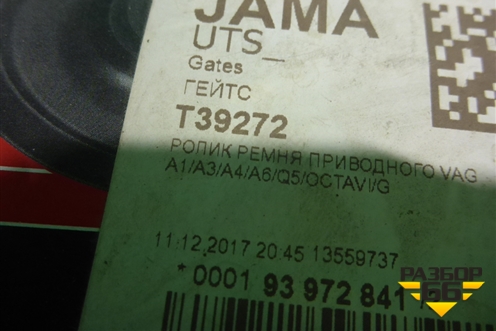 JAMA
UTS_
Gates
ГЕЙТС
T39272
РОЛИК РЕМНЯ ПРИВОДНОГО VAG
A1/A3/A4/A6/Q5/OCTAVI/G
11.12.2017 20:45 13559737
*0001 93 972 841
РАЗБОР
66